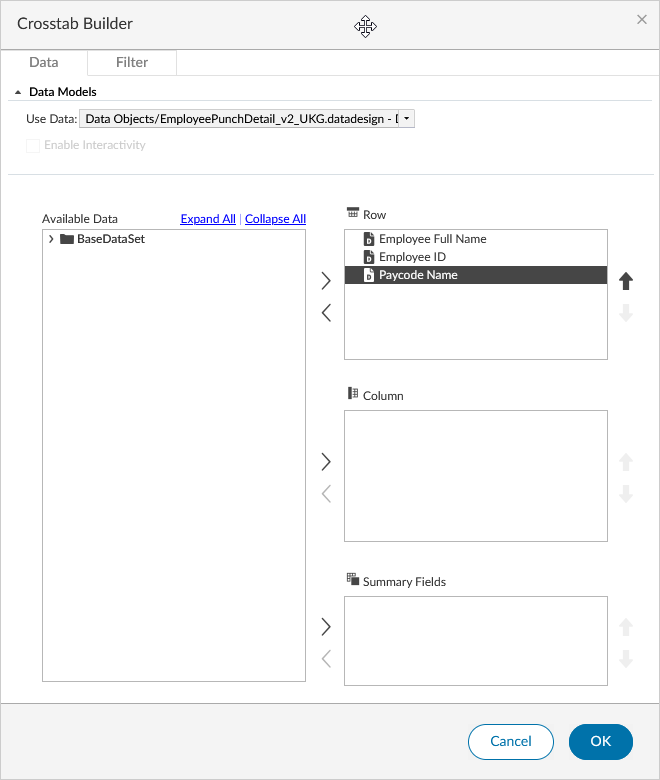 Crosstab Builder
Data
Filter
Data Models
Use Data: Data Objects/EmployeePunchDetail_v2_UKG.datadesign - D
Enable Interactivity
Available Data
Expand All | Collapse All
BaseDataSet
Row
Employee Full Name
Employee ID
Paycode Name
Column
Summary Fields
Cancel
OK